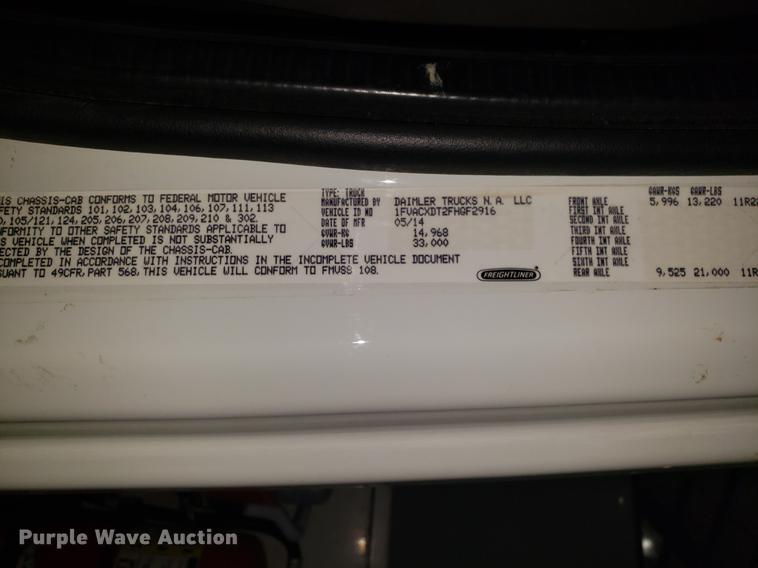 IS CHASSIS-CAB CONFORMS TO FEDERAL MOTOR VEHICLE
FETY STANDARDS 101, 102, 103, 104, 106, 107, 111, 113
0, 105/121, 124, 205, 206, 207, 208, 209, 210 & 302.
NFORMITY TO OTHER SAFETY STANDARDS APPLICABLE TO
S VEHICLE WHEN COMPLETED IS NOT SUBSTANTIALLY
ECTED BY THE DESIGN OF THE CHASSIS-CAB.
COMPLETED IN ACCORDANCE WITH INSTRUCTIONS IN THE INCOMPLETE VEHICLE DOCUMENT
SUANT TO 49CFR, PART 568, THIS VEHICLE WILL CONFORM TO FMVSS 108.
TYPE: TRUCK
MANUFACTURED BY DAIMLER TRUCKS N.A. LLC
VEHICLE ID NO 1FVACXDT2FHGF2916
DATE OF MFR 05/14
GVWR-KG 14,968
GVWR-LBS 33,000
FREIGHTLINER
GAWR-KGS GAWR-LBS
FRONT AXLE 5,996 13,220 11R22
FIRST INT AXLE
SECOND INT AXLE
THIRD INT AXLE
FOURTH INT AXLE
FIFTH INT AXLE
SIXTH INT AXLE
REAR AXLE 9,525 21,000 11R
Purple Wave Auction